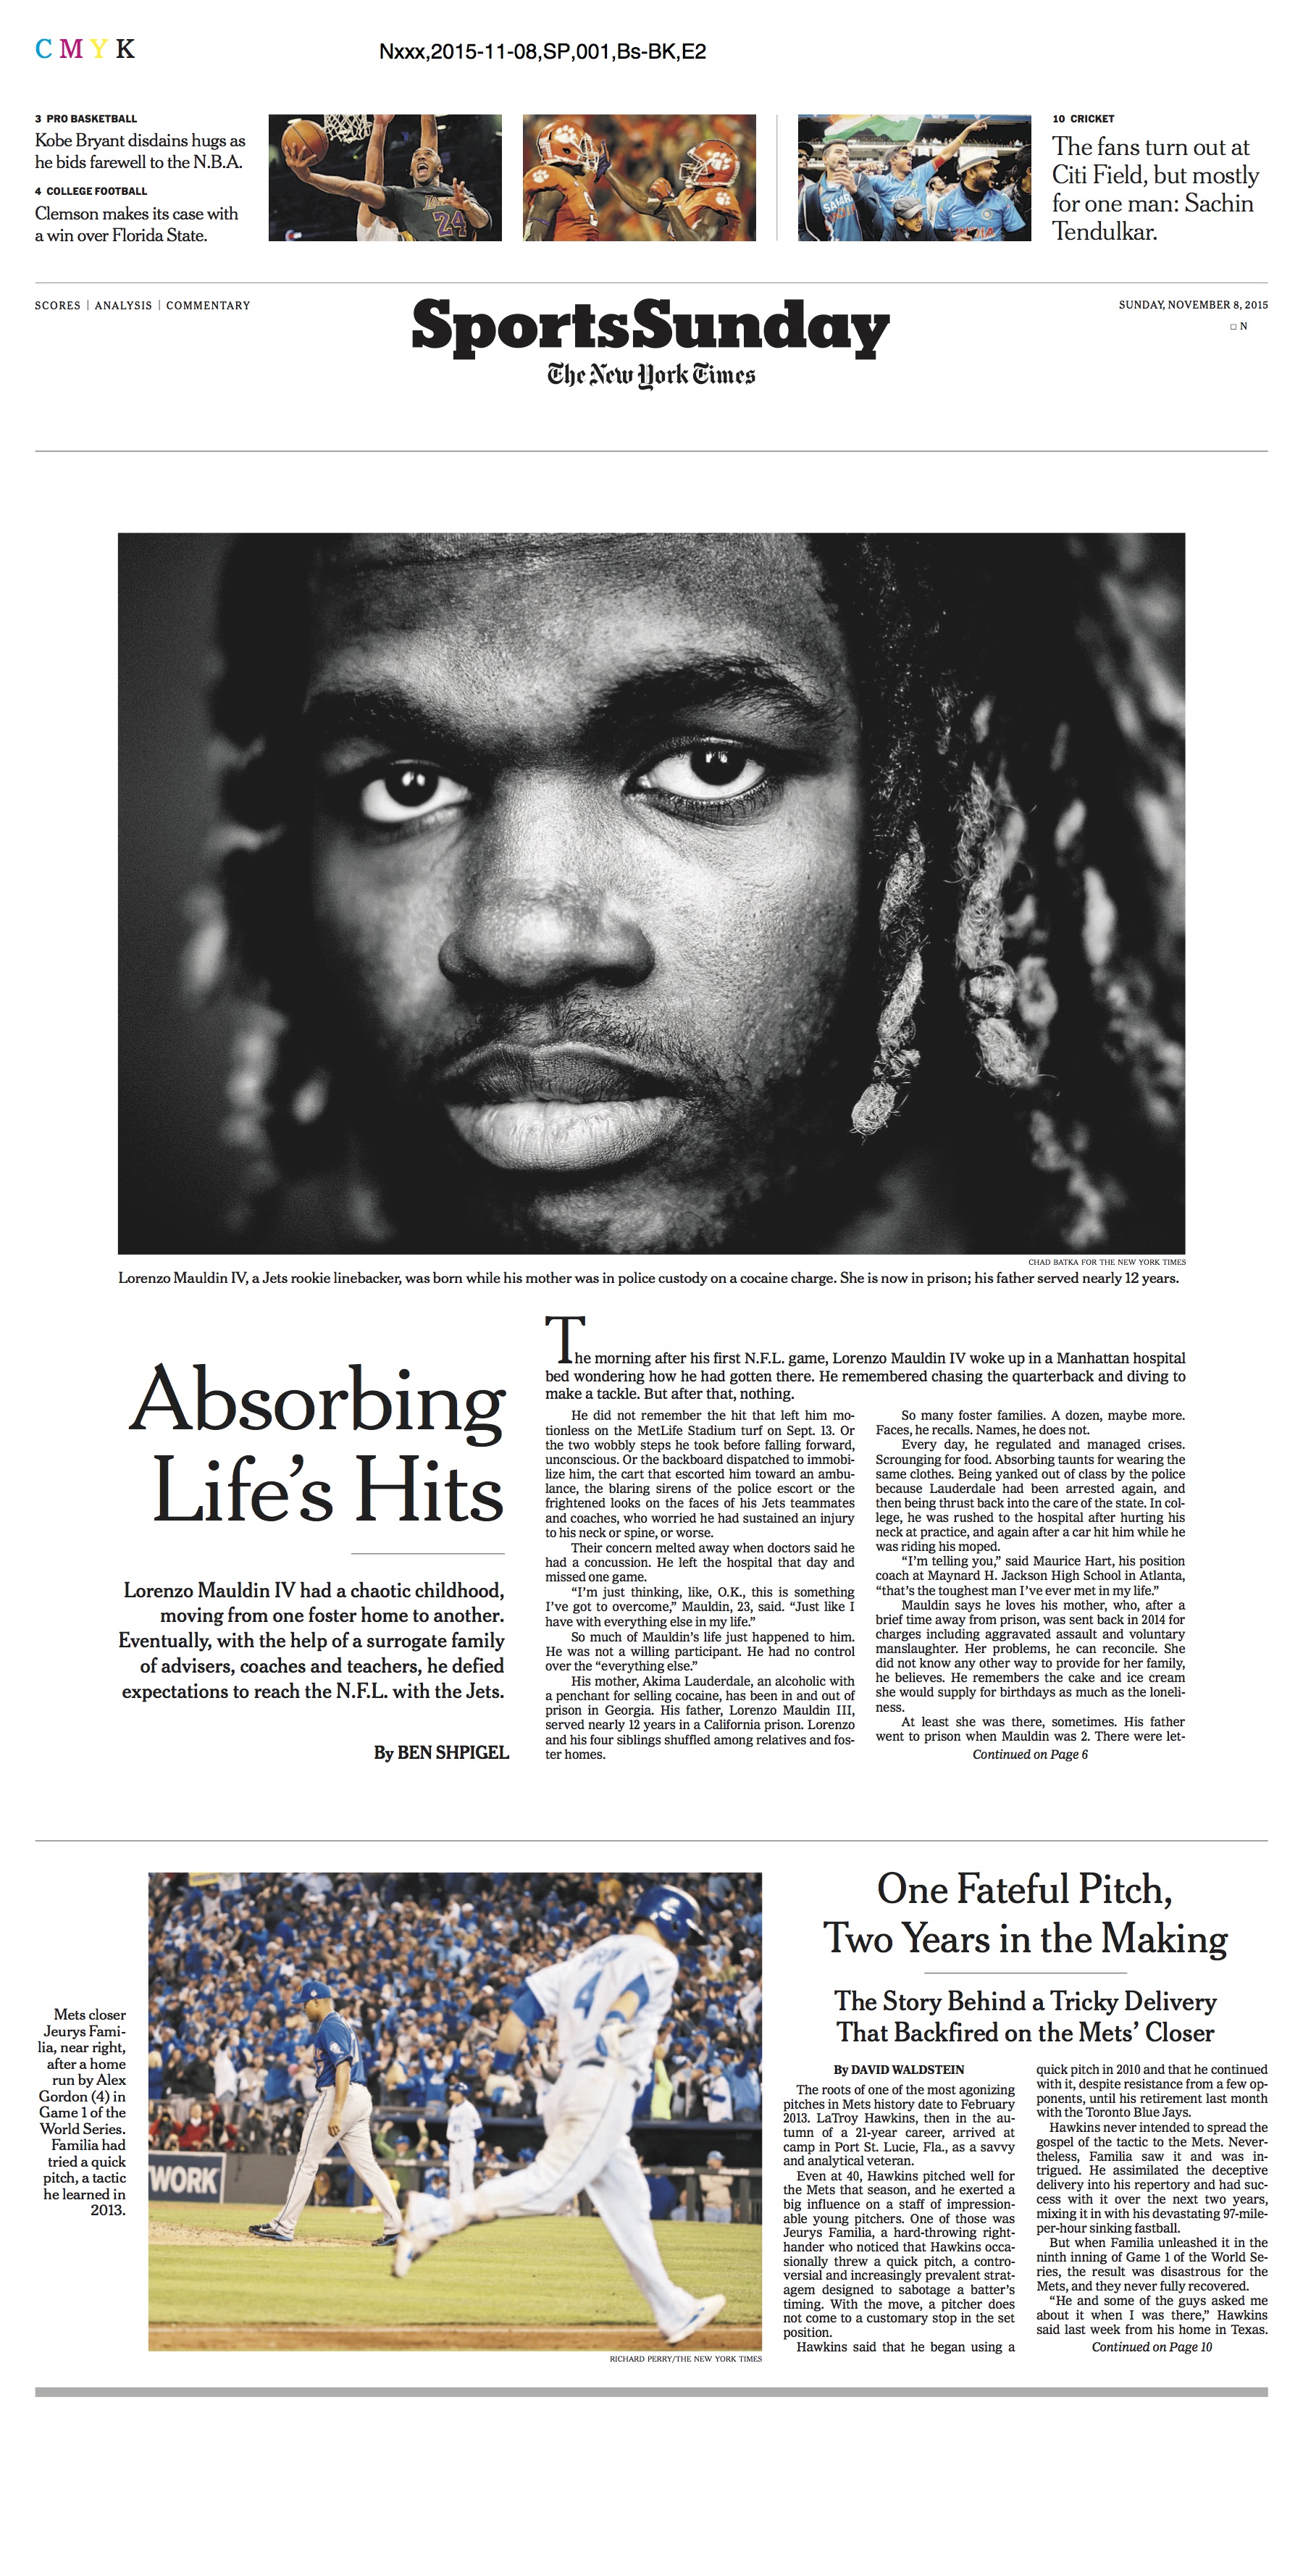 C M Y K
Nxxx,2015-11-08,SP,001,Bs-BK,E2
3 PRO BASKETBALL
Kobe Bryant disdains hugs as
he bids farewell to the N.B.A.
4 COLLEGE FOOTBALL
Clemson makes its case with
a win over Florida State.
24
10 CRICKET
The fans turn out at
Citi Field, but mostly
for one man: Sachin
Tendulkar.
SCORES | ANALYSIS | COMMENTARY
SportsSunday
The New York Times
SUNDAY, NOVEMBER 8, 2015
N
CHAD BATKA FOR THE NEW YORK TIMES
Lorenzo Mauldin IV, a Jets rookie linebacker, was born while his mother was in police custody on a cocaine charge. She is now in prison; his father served nearly 12 years.
Absorbing
Life’s Hits
Lorenzo Mauldin IV had a chaotic childhood,
moving from one foster home to another.
Eventually, with the help of a surrogate family
of advisers, coaches and teachers, he defied
expectations to reach the N.F.L. with the Jets.
By BEN SHPIGEL
The morning after his first N.F.L. game, Lorenzo Mauldin IV woke up in a Manhattan hospital
bed wondering how he had gotten there. He remembered chasing the quarterback and diving to
make a tackle. But after that, nothing.
He did not remember the hit that left him mo-
tionless on the MetLife Stadium turf on Sept. 13. Or
the two wobbly steps he took before falling forward,
unconscious. Or the backboard dispatched to immobi-
lize him, the cart that escorted him toward an ambu-
lance, the blaring sirens of the police escort or the
frightened looks on the faces of his Jets teammates
and coaches, who worried he had sustained an injury
to his neck or spine, or worse.
Their concern melted away when doctors said he
had a concussion. He left the hospital that day and
missed one game.
“I’m just thinking, like, O.K., this is something
I’ve got to overcome,” Mauldin, 23, said. “Just like I
have with everything else in my life.”
So much of Mauldin’s life just happened to him.
He was not a willing participant. He had no control
over the “everything else.”
His mother, Akima Lauderdale, an alcoholic with
a penchant for selling cocaine, has been in and out of
prison in Georgia. His father, Lorenzo Mauldin III,
served nearly 12 years in a California prison. Lorenzo
and his four siblings shuffled among relatives and fos-
ter homes.
So many foster families. A dozen, maybe more.
Faces, he recalls. Names, he does not.
Every day, he regulated and managed crises.
Scrounging for food. Absorbing taunts for wearing the
same clothes. Being yanked out of class by the police
because Lauderdale had been arrested again, and
then being thrust back into the care of the state. In col-
lege, he was rushed to the hospital after hurting his
neck at practice, and again after a car hit him while he
was riding his moped.
“I’m telling you,” said Maurice Hart, his position
coach at Maynard H. Jackson High School in Atlanta,
“that’s the toughest man I’ve ever met in my life.”
Mauldin says he loves his mother, who, after a
brief time away from prison, was sent back in 2014 for
charges including aggravated assault and voluntary
manslaughter. Her problems, he can reconcile. She
did not know any other way to provide for her family,
he believes. He remembers the cake and ice cream
she would supply for birthdays as much as the loneli-
ness.
At least she was there, sometimes. His father
went to prison when Mauldin was 2. There were let-
Continued on Page 6
Mets closer
Jeurys Fami-
lia, near right,
after a home
run by Alex
Gordon (4) in
Game 1 of the
World Series.
Familia had
tried a quick
pitch, a tactic
he learned in
2013.
4
WORK
RICHARD PERRY/THE NEW YORK TIMES
One Fateful Pitch,
Two Years in the Making
The Story Behind a Tricky Delivery
That Backfired on the Mets’ Closer
By DAVID WALDSTEIN
The roots of one of the most agonizing
pitches in Mets history date to February
2013. LaTroy Hawkins, then in the au-
tumn of a 21-year career, arrived at
camp in Port St. Lucie, Fla., as a savvy
and analytical veteran.
Even at 40, Hawkins pitched well for
the Mets that season, and he exerted a
big influence on a staff of impression-
able young pitchers. One of those was
Jeurys Familia, a hard-throwing right-
hander who noticed that Hawkins occa-
sionally threw a quick pitch, a contro-
versial and increasingly prevalent strat-
agem designed to sabotage a batter’s
timing. With the move, a pitcher does
not come to a customary stop in the set
position.
Hawkins said that he began using a
quick pitch in 2010 and that he continued
with it, despite resistance from a few op-
ponents, until his retirement last month
with the Toronto Blue Jays.
Hawkins never intended to spread the
gospel of the tactic to the Mets. Never-
theless, Familia saw it and was in-
trigued. He assimilated the deceptive
delivery into his repertory and had suc-
cess with it over the next two years,
mixing it in with his devastating 97-mile-
per-hour sinking fastball.
But when Familia unleashed it in the
ninth inning of Game 1 of the World Se-
ries, the result was disastrous for the
Mets, and they never fully recovered.
“He and some of the guys asked me
about it when I was there,” Hawkins
said last week from his home in Texas.
Continued on Page 10